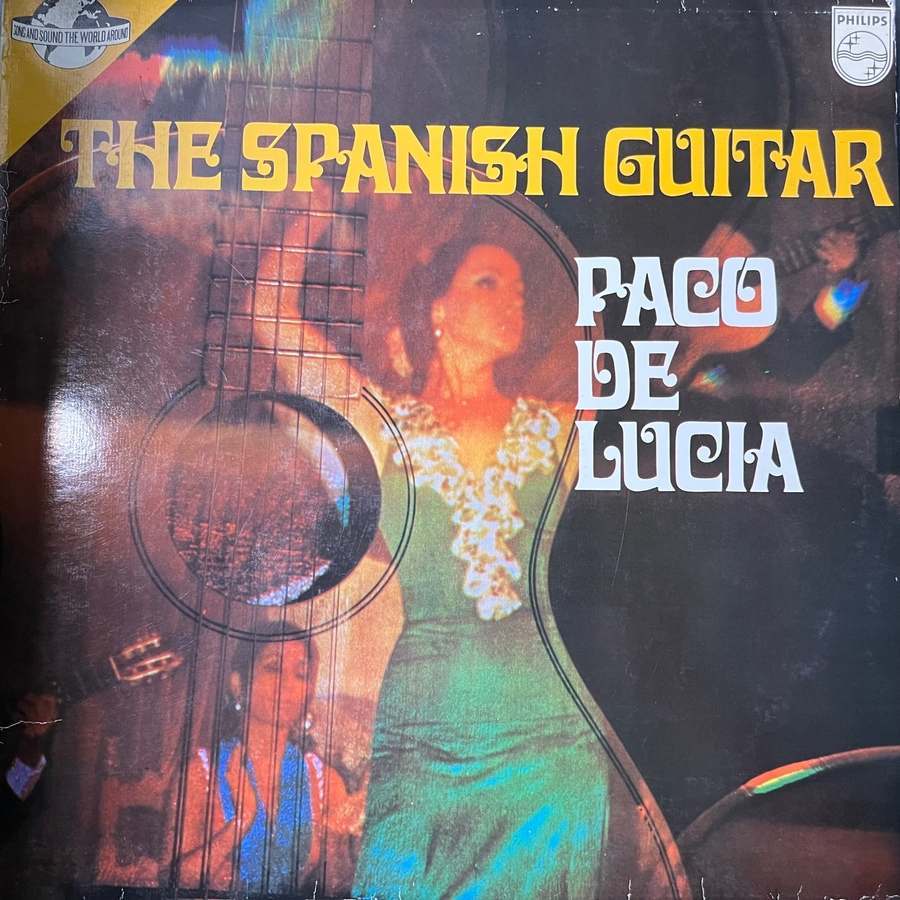 SONG AND SOUND THE WORLD AROUND
PHILIPS
THE SPANISH GUITAR
PACO
DE
LUCIA